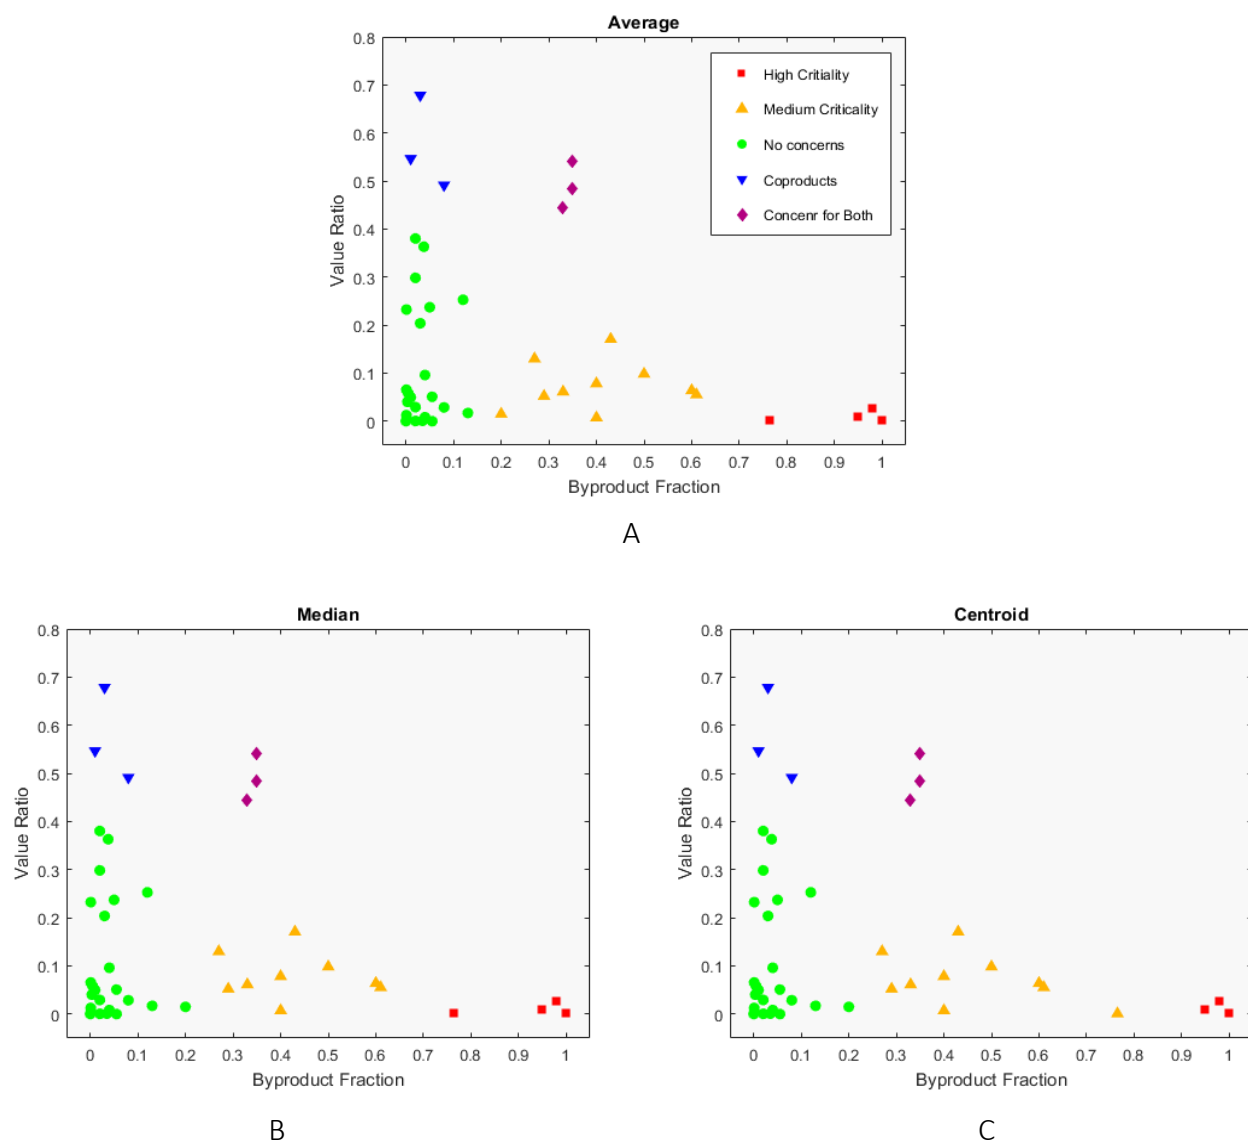 Average
0.8
0.7
0.6
0.5
0.4
0.3
0.2
0.1
0
Value Ratio
High Critiality
Medium Criticality
No concerns
Coproducts
Concenr for Both
0 0.1 0.2 0.3 0.4 0.5 0.6 0.7 0.8 0.9 1
Byproduct Fraction
A
Median
0.8
0.7
0.6
0.5
0.4
0.3
0.2
0.1
0
Value Ratio
0 0.1 0.2 0.3 0.4 0.5 0.6 0.7 0.8 0.9 1
Byproduct Fraction
B
Centroid
0.8
0.7
0.6
0.5
0.4
0.3
0.2
0.1
0
Value Ratio
0 0.1 0.2 0.3 0.4 0.5 0.6 0.7 0.8 0.9 1
Byproduct Fraction
C